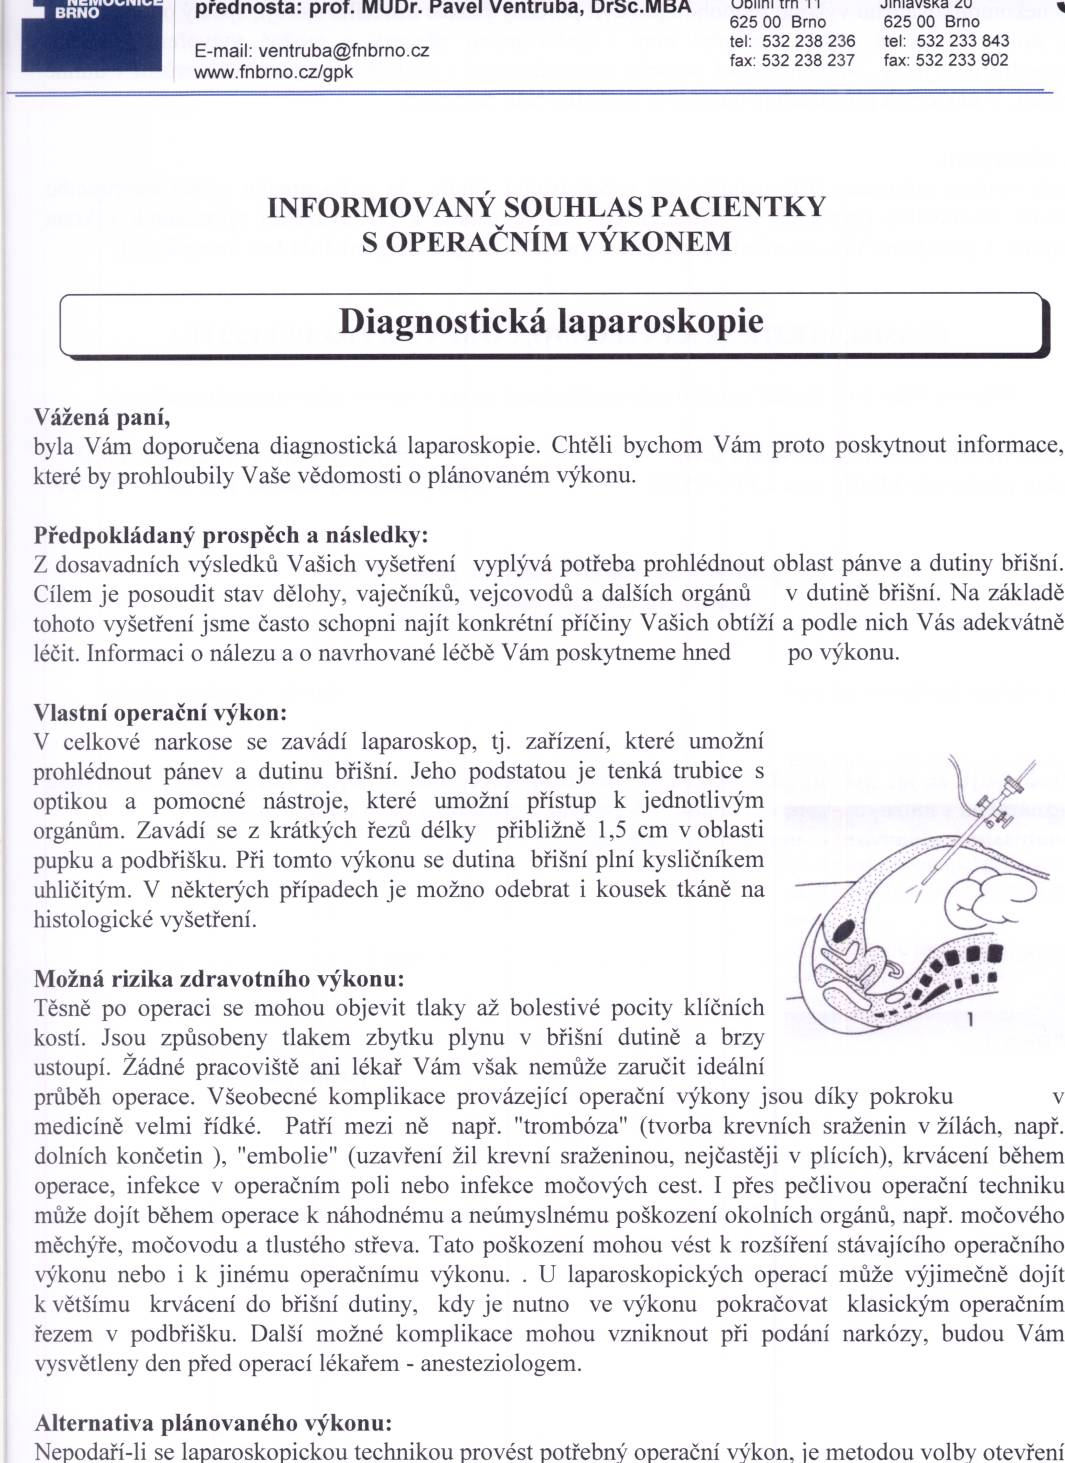 NEMOCNICE
BRNO
přednosta: prof. MUDr. Pavel Ventruba, DrSc.MBA
E-mail: ventruba@fnbrno.cz
www.fnbrno.cz/gpk
Obilní trh 11
625 00 Brno
tel: 532 238 236
fax: 532 238 237
Jihlavská 20
625 00 Brno
tel: 532 233 843
fax: 532 233 902
INFORMOVANÝ SOUHLAS PACIENTKY
S OPERAČNÍM VÝKONEM
Diagnostická laparoskopie
Vážená paní,
byla Vám doporučena diagnostická laparoskopie. Chtěli bychom Vám proto poskytnout informace,
které by prohloubily Vaše vědomosti o plánovaném výkonu.
Předpokládaný prospěch a následky:
Z dosavadních výsledků Vašich vyšetření vyplývá potřeba prohlédnout oblast pánve a dutiny břišní.
Cílem je posoudit stav dělohy, vaječníků, vejcovodů a dalších orgánů v dutině břišní. Na základě
tohoto vyšetření jsme často schopni najít konkrétní příčiny Vašich obtíží a podle nich Vás adekvátně
léčit. Informaci o nálezu a o navrhované léčbě Vám poskytneme hned po výkonu.
Vlastní operační výkon:
V celkové narkose se zavádí laparoskop, tj. zařízení, které umožní
prohlédnout pánev a dutinu břišní. Jeho podstatou je tenká trubice s
optikou a pomocné nástroje, které umožní přístup k jednotlivým
orgánům. Zavádí se z krátkých řezů délky přibližně 1,5 cm v oblasti
pupku a podbřišku. Při tomto výkonu se dutina břišní plní kysličníkem
uhličitým. V některých případech je možno odebrat i kousek tkáně na
histologické vyšetření.
1
Možná rizika zdravotního výkonu:
Těsně po operaci se mohou objevit tlaky až bolestivé pocity klíčních
kostí. Jsou způsobeny tlakem zbytku plynu v břišní dutině a brzy
ustoupí. Žádné pracoviště ani lékař Vám však nemůže zaručit ideální
průběh operace. Všeobecné komplikace provázející operační výkony jsou díky pokroku v
medicíně velmi řídké. Patří mezi ně např. "trombóza" (tvorba krevních sraženin v žílách, např.
dolních končetin ), "embolie" (uzavření žil krevní sraženinou, nejčastěji v plících), krvácení během
operace, infekce v operačním poli nebo infekce močových cest. I přes pečlivou operační techniku
může dojít během operace k náhodnému a neúmyslnému poškození okolních orgánů, např. močového
měchýře, močovodu a tlustého střeva. Tato poškození mohou vést k rozšíření stávajícího operačního
výkonu nebo i k jinému operačnímu výkonu. . U laparoskopických operací může výjimečně dojít
k většímu krvácení do břišní dutiny, kdy je nutno ve výkonu pokračovat klasickým operačním
řezem v podbřišku. Další možné komplikace mohou vzniknout při podání narkózy, budou Vám
vysvětleny den před operací lékařem - anesteziologem.
Alternativa plánovaného výkonu:
Nepodaří-li se laparoskopickou technikou provést potřebný operační výkon, je metodou volby otevření